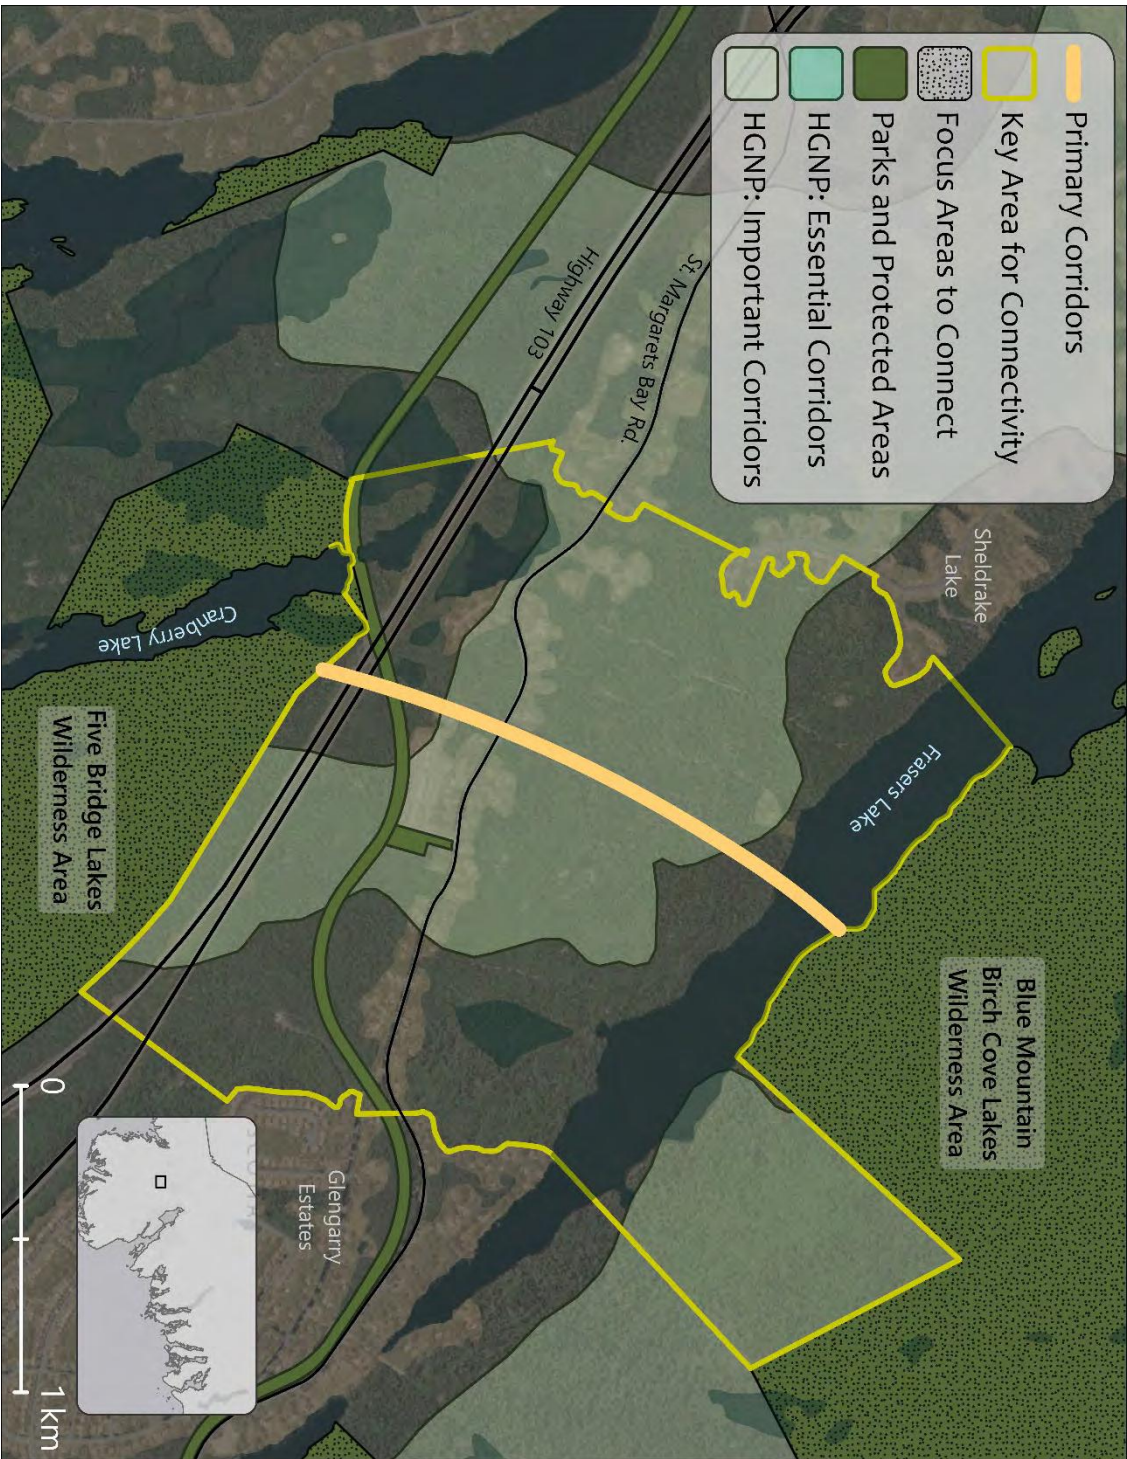 Primary Corridors
Key Area for Connectivity
Focus Areas to Connect
Parks and Protected Areas
HGNP: Essential Corridors
HGNP: Important Corridors
Sheldrake
Lake
Frasers Lake
Blue Mountain
Birch Cove Lakes
Wilderness Area
St. Margarets Bay Rd.
Highway 103
Cranberry Lake
Five Bridge Lakes
Wilderness Area
Glengarry
Estates
0
1 km